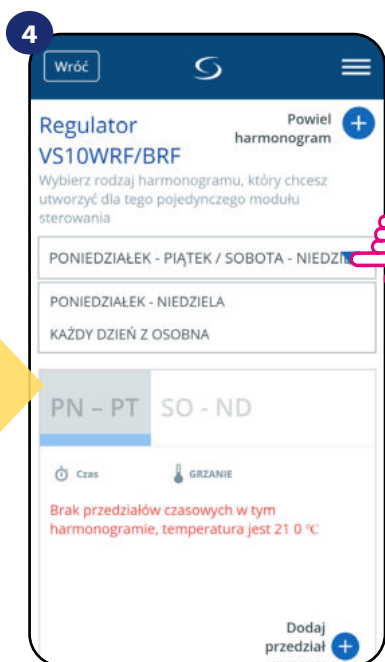 4
Wróć
Regulator
VS10WRF/BRF
Powiel
harmonogram
Wybierz rodzaj harmonogramu, który chcesz
utworzyć dla tego pojedynczego modułu
sterowania
PONIEDZIAŁEK - PIĄTEK / SOBOTA - NIEDZI
PONIEDZIAŁEK - NIEDZIELA
KAŻDY DZIEŃ Z OSOBNA
PN – PT SO - ND
Czas GRZANIE
Brak przedziałów czasowych w tym
harmonogramie, temperatura jest 21 0 °C
Dodaj
przedział